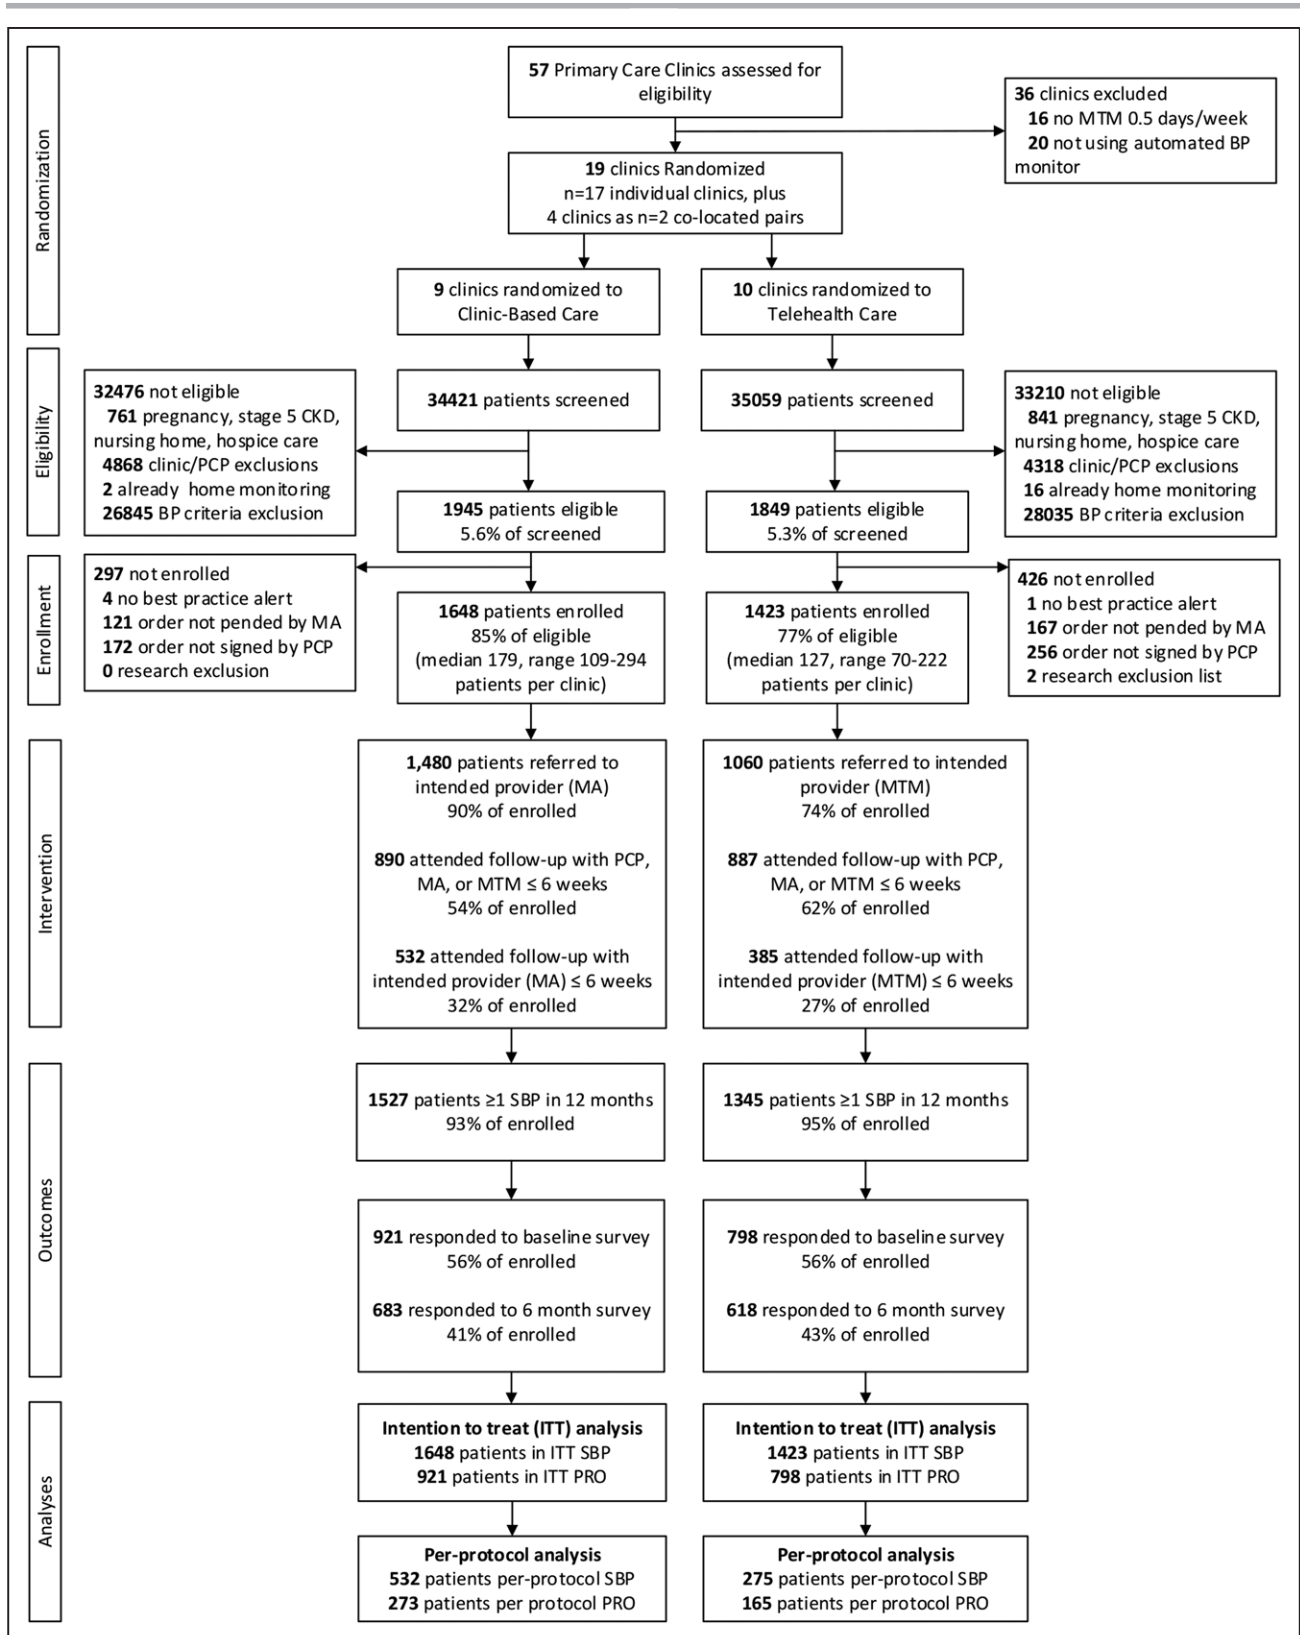 57 Primary Care Clinics assessed for
eligibility
36 clinics excluded
16 no MTM 0.5 days/week
20 not using automated BP
monitor
Randomization
19 clinics Randomized
n=17 individual clinics, plus
4 clinics as n=2 co-located pairs
9 clinics randomized to
Clinic-Based Care
10 clinics randomized to
Telehealth Care
Eligibility
34421 patients screened
35059 patients screened
32476 not eligible
761 pregnancy, stage 5 CKD,
nursing home, hospice care
4868 clinic/PCP exclusions
2 already home monitoring
26845 BP criteria exclusion
33210 not eligible
841 pregnancy, stage 5 CKD,
nursing home, hospice care
4318 clinic/PCP exclusions
16 already home monitoring
28035 BP criteria exclusion
1945 patients eligible
5.6% of screened
1849 patients eligible
5.3% of screened
Enrollment
297 not enrolled
4 no best practice alert
121 order not pended by MA
172 order not signed by PCP
0 research exclusion
426 not enrolled
1 no best practice alert
167 order not pended by MA
256 order not signed by PCP
2 research exclusion list
1648 patients enrolled
85% of eligible
(median 179, range 109-294
patients per clinic)
1423 patients enrolled
77% of eligible
(median 127, range 70-222
patients per clinic)
Intervention
1,480 patients referred to
intended provider (MA)
90% of enrolled
890 attended follow-up with PCP,
MA, or MTM ≤ 6 weeks
54% of enrolled
532 attended follow-up with
intended provider (MA) ≤ 6 weeks
32% of enrolled
1060 patients referred to intended
provider (MTM)
74% of enrolled
887 attended follow-up with PCP,
MA, or MTM ≤ 6 weeks
62% of enrolled
385 attended follow-up with
intended provider (MTM) ≤ 6 weeks
27% of enrolled
Outcomes
1527 patients ≥1 SBP in 12 months
93% of enrolled
1345 patients ≥1 SBP in 12 months
95% of enrolled
921 responded to baseline survey
56% of enrolled
683 responded to 6 month survey
41% of enrolled
798 responded to baseline survey
56% of enrolled
618 responded to 6 month survey
43% of enrolled
Analyses
Intention to treat (ITT) analysis
1648 patients in ITT SBP
921 patients in ITT PRO
Intention to treat (ITT) analysis
1423 patients in ITT SBP
798 patients in ITT PRO
Per-protocol analysis
532 patients per-protocol SBP
273 patients per protocol PRO
Per-protocol analysis
275 patients per-protocol SBP
165 patients per protocol PRO